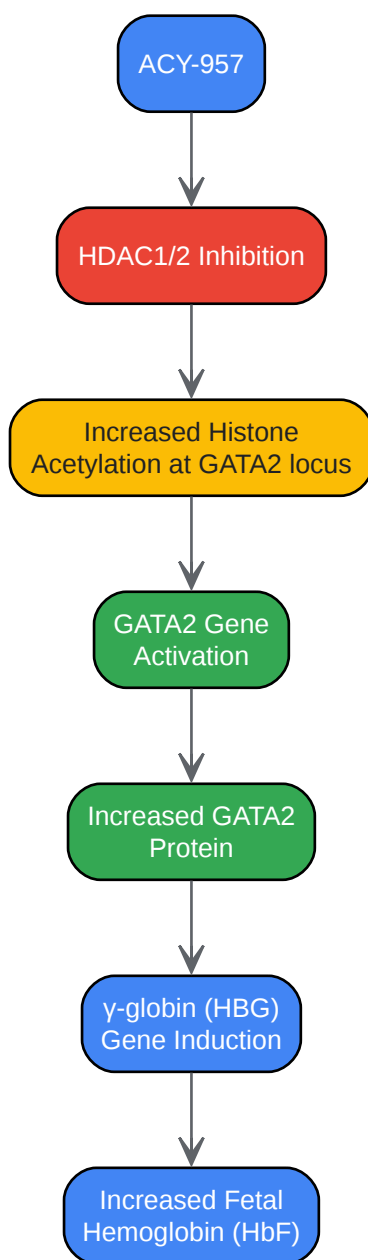 ACY-957
HDAC1/2 Inhibition
Increased Histone
Acetylation at GATA2 locus
GATA2 Gene
Activation
Increased GATA2
Protein
γ-globin (HBG)
Gene Induction
Increased Fetal
Hemoglobin (HbF)